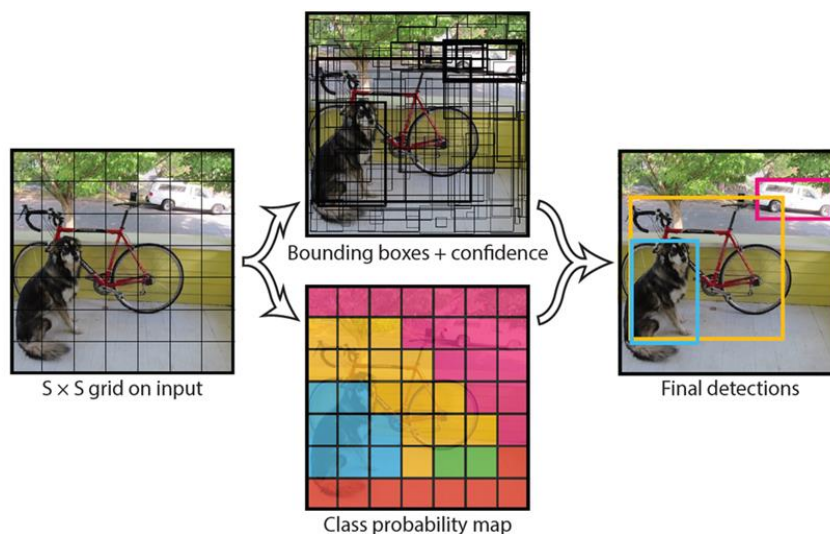 Bounding boxes + confidence
S × S grid on input
Final detections
Class probability map